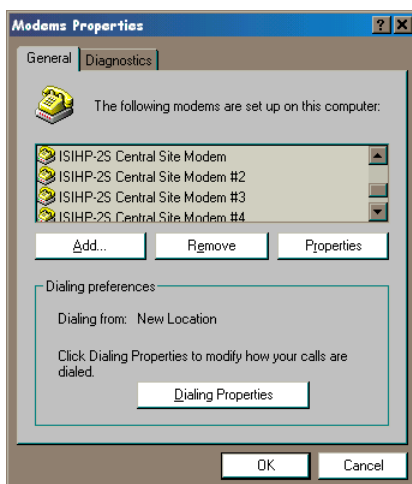 Modems Properties
General Diagnostics
The following modems are set up on this computer:
ISIHP-2S Central Site Modem
ISIHP-2S Central Site Modem #2
ISIHP-2S Central Site Modem #3
ISIHP-2S Central Site Modem #4
Add... Remove Properties
Dialing preferences
Dialing from: New Location
Click Dialing Properties to modify how your calls are
dialed.
Dialing Properties
OK Cancel